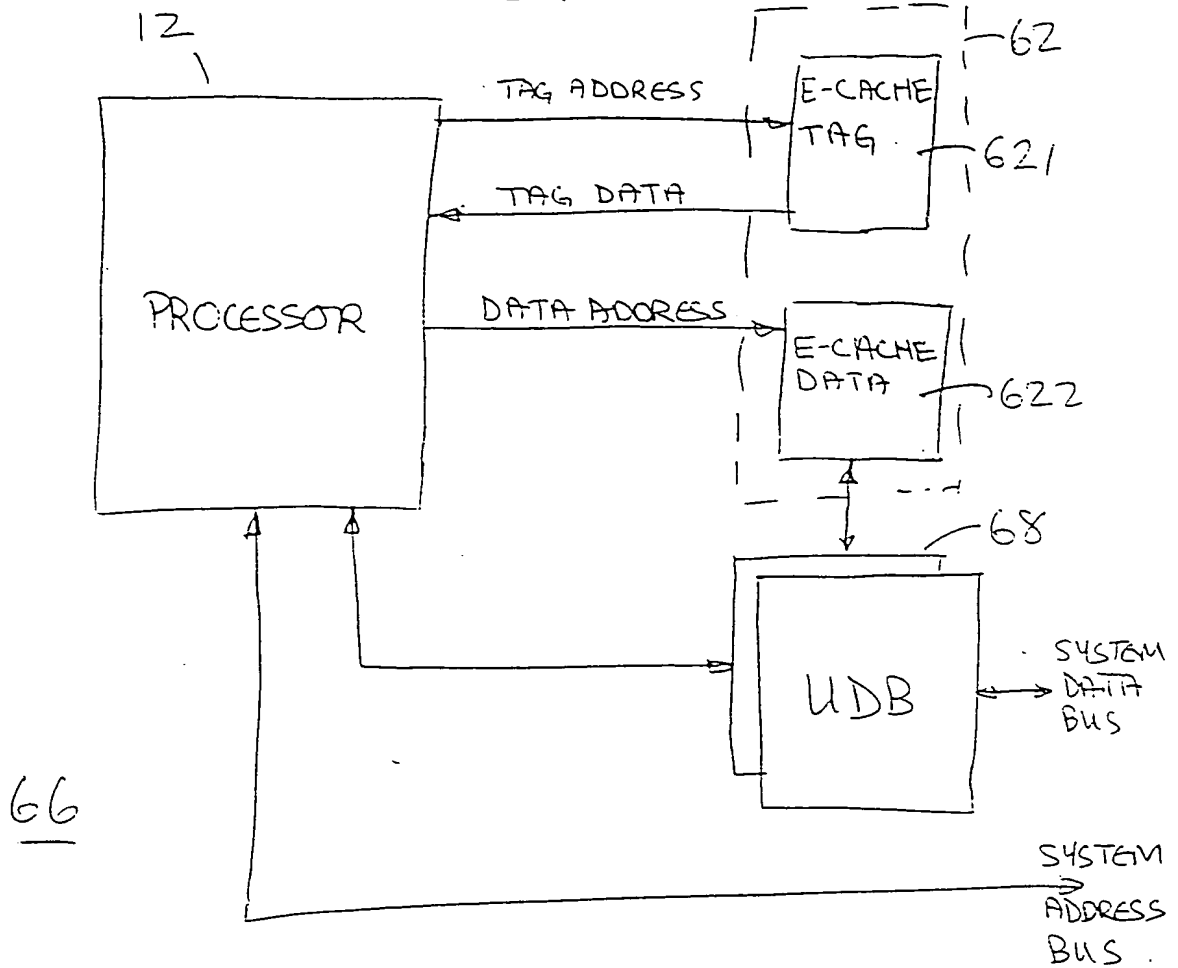 12
62
TAG ADDRESS
E-CACHE
TAG
621
TAG DATA
PROCESSOR
DATA ADDRESS
E-CACHE
DATA
622
68
UDB
SYSTEM
DATA
BUS
66
SYSTEM
ADDRESS
BUS.